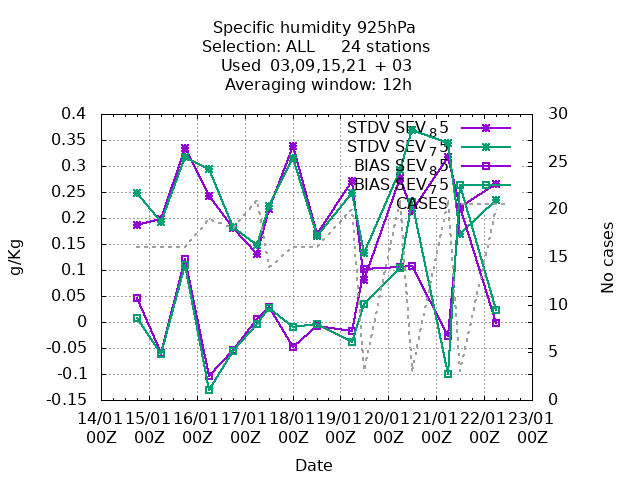 Specific humidity 925hPa
Selection: ALL 24 stations
Used 03,09,15,21 + 03
Averaging window: 12h
0.4
0.35
0.3
0.25
0.2
0.15
0.1
0.05
0
-0.05
-0.1
-0.15
g/Kg
30
25
20
15
10
5
0
No cases
STDV SEV_85
STDV SEV_75
BIAS SEV_85
BIAS SEV_75
CASES
14/01 15/01 16/01 17/01 18/01 19/01 20/01 21/01 22/01 23/01
00Z 00Z 00Z 00Z 00Z 00Z 00Z 00Z 00Z 00Z
Date